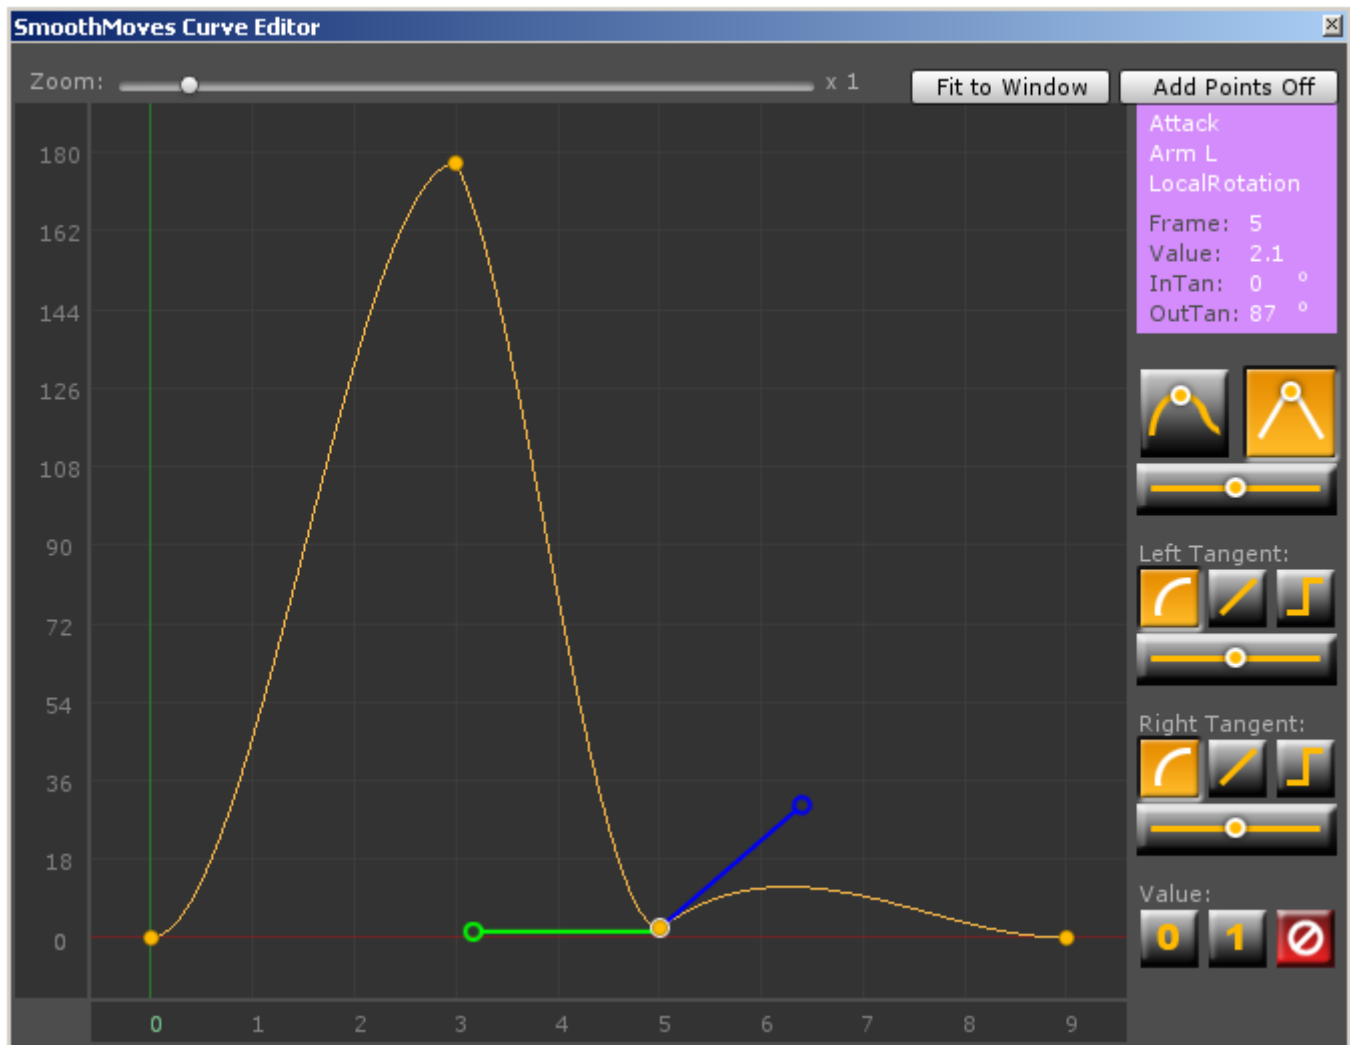 SmoothMoves Curve Editor
Zoom: x 1 Fit to Window Add Points Off
Attack
Arm L
LocalRotation
Frame: 5
Value: 2.1
InTan: 0 °
OutTan: 87 °
180
162
144
126
108
90
72
54
36
18
0
Left Tangent:
Right Tangent:
Value:
0 1
0 1 2 3 4 5 6 7 8 9